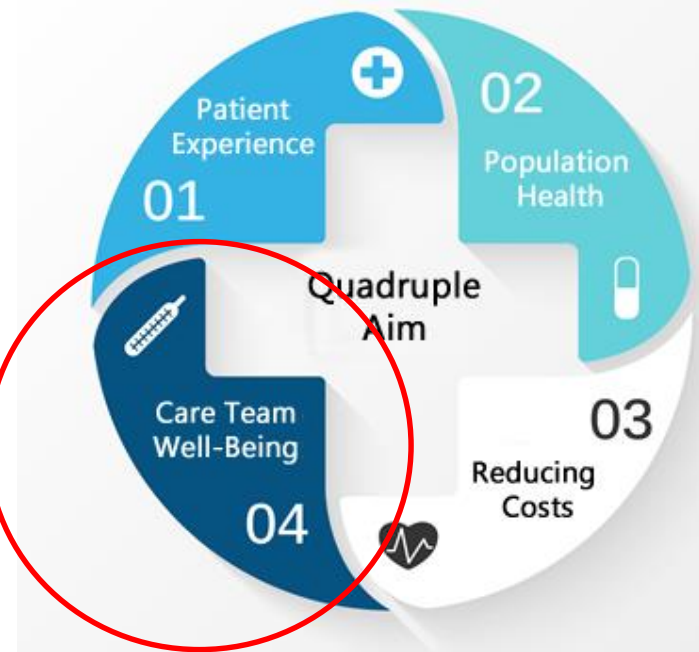 Patient
Experience
01
02
Population
Health
Quadruple
Aim
03
Reducing
Costs
Care Team
Well-Being
04